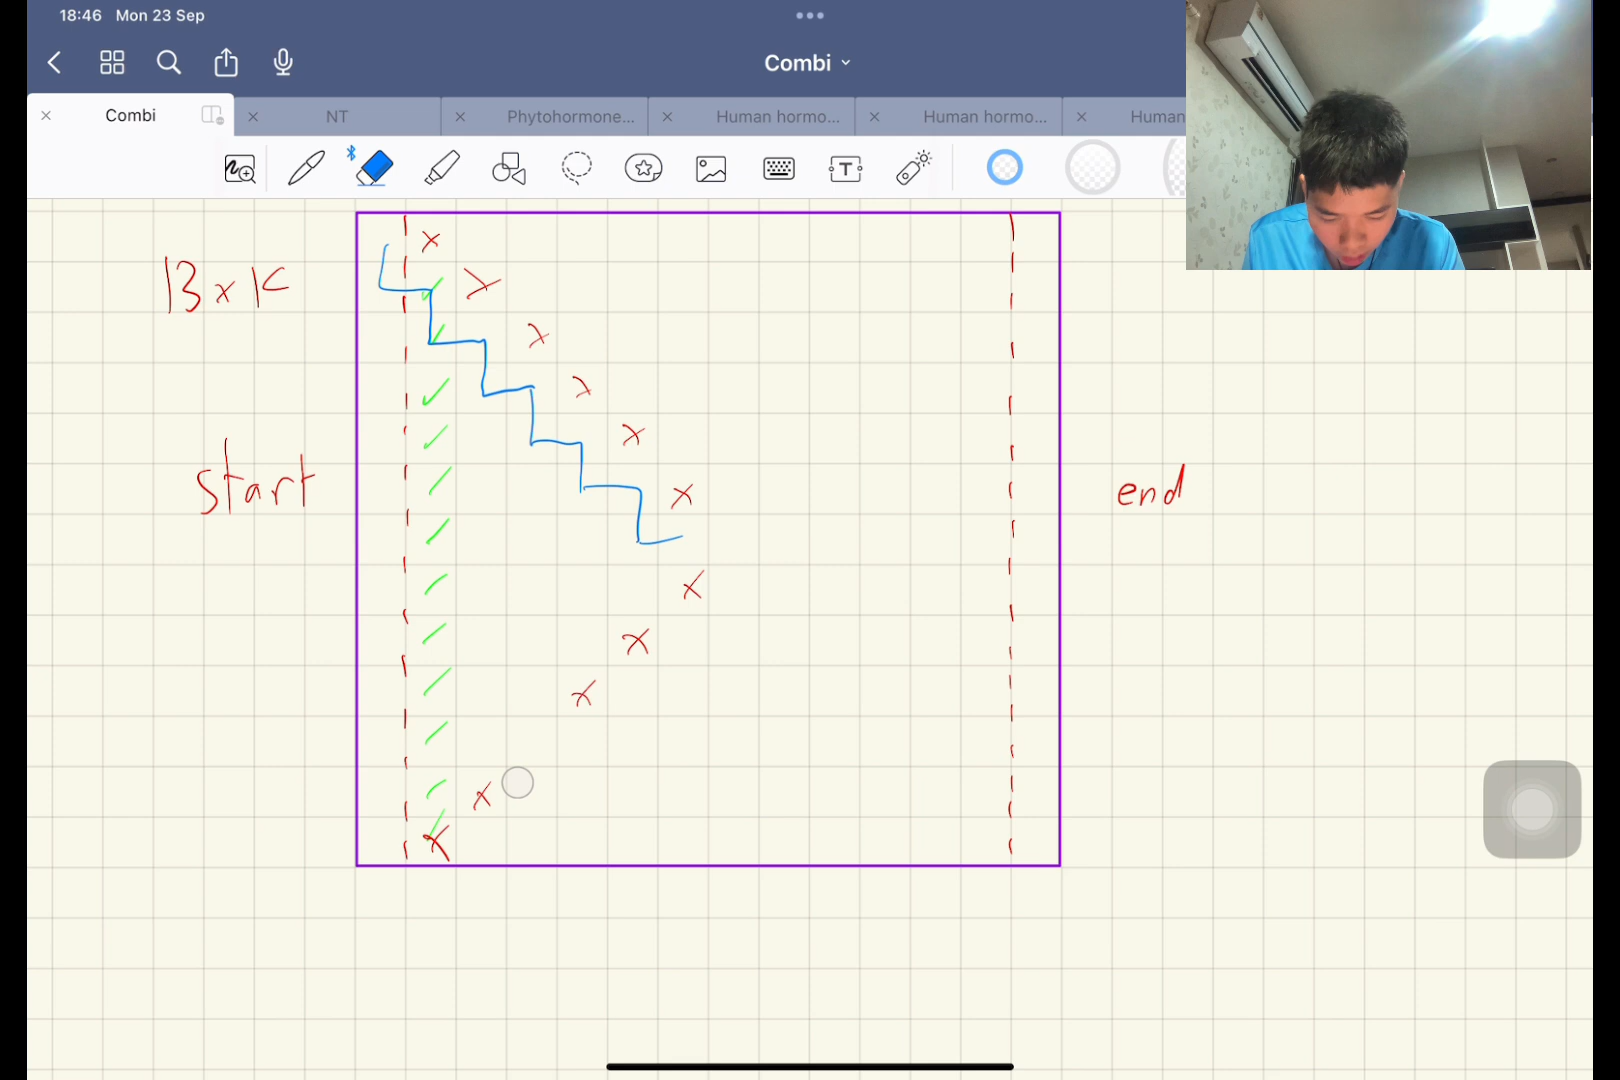 18:46 Mon 23 Sep
Combi
Combi
NT
Phytohormone...
Human hormo...
Human hormo...
Human
T
13 x K
start
end